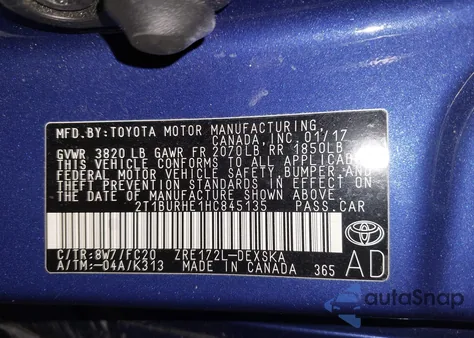 MFD. BY: TOYOTA MOTOR MANUFACTURING,
CANADA, INC. 01/17
GVWR 3820 LB GAWR FR 2070LB RR 1850LB
THIS VEHICLE CONFORMS TO ALL APPLICABLE
FEDERAL MOTOR VEHICLE SAFETY, BUMPER, AND
THEFT PREVENTION STANDARDS IN EFFECT ON
THE DATE OF MANUFACTURE SHOWN ABOVE.
2T1BURHE1HC845135 PASS.CAR
C/TR: 8W7/FC20 ZRE172L-DEXSKA
A/TM: -04A/K313 MADE IN CANADA 365
AD
autoSnap